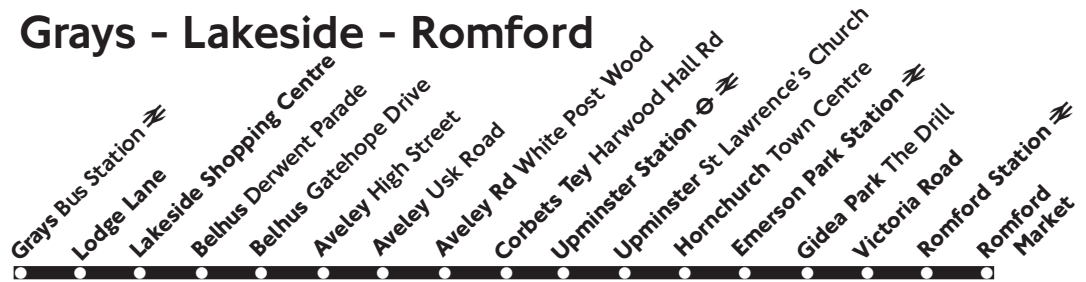 Grays - Lakeside - Romford
Grays Bus Station
Lodge Lane
Lakeside Shopping Centre
Belhus Derwent Parade
Belhus Gatehope Drive
Aveley High Street
Aveley Usk Road
Aveley Rd White Post Wood
Corbets Tey Harwood Hall Rd
Upminster Station
Upminster St Lawrence's Church
Hornchurch Town Centre
Emerson Park Station
Gidea Park The Drill
Victoria Road
Romford Station
Romford
Market